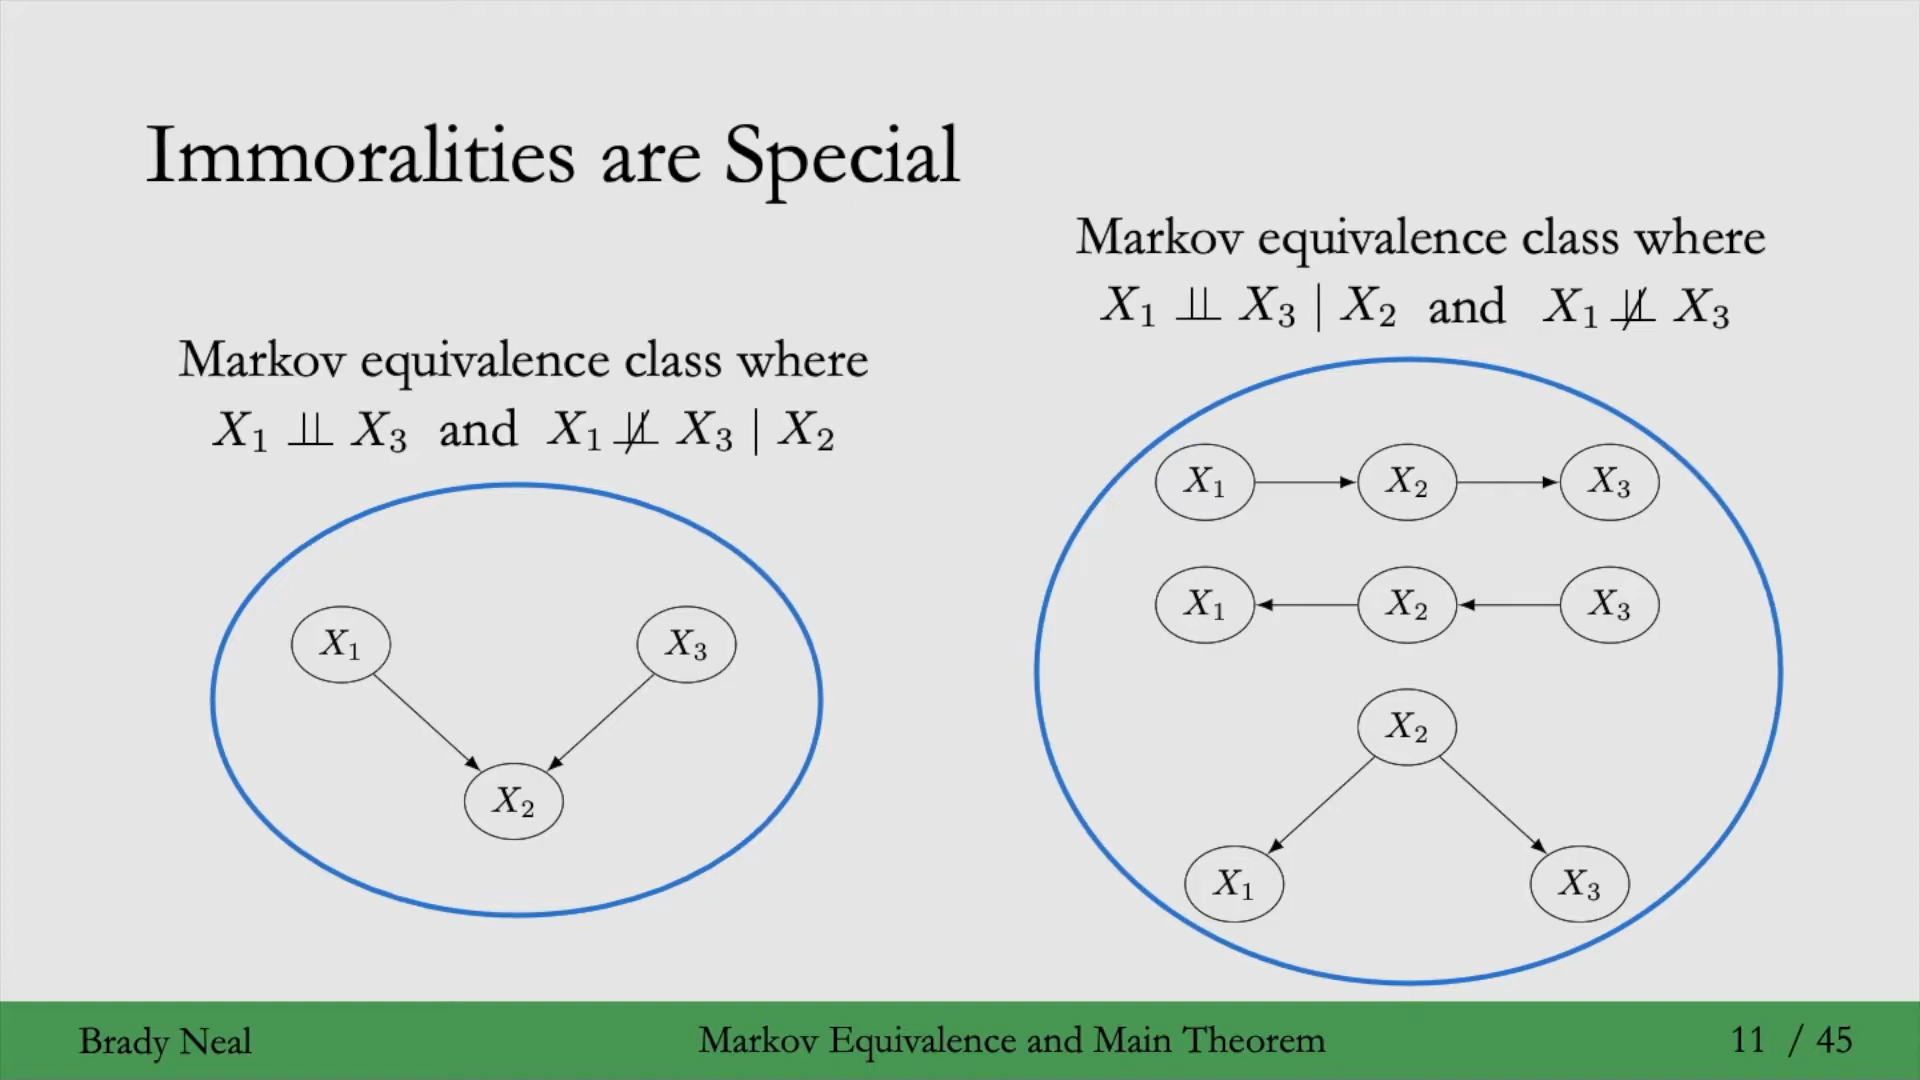 Immoralities are Special
Markov equivalence class where
X₁ ⫫ X₃ and X₁ ⫫̸ X₃ | X₂
X₁
X₃
X₂
Markov equivalence class where
X₁ ⫫ X₃ | X₂ and X₁ ⫫̸ X₃
X₁ X₂ X₃
X₁ X₂ X₃
X₂
X₁ X₃
Brady Neal
Markov Equivalence and Main Theorem
11 / 45